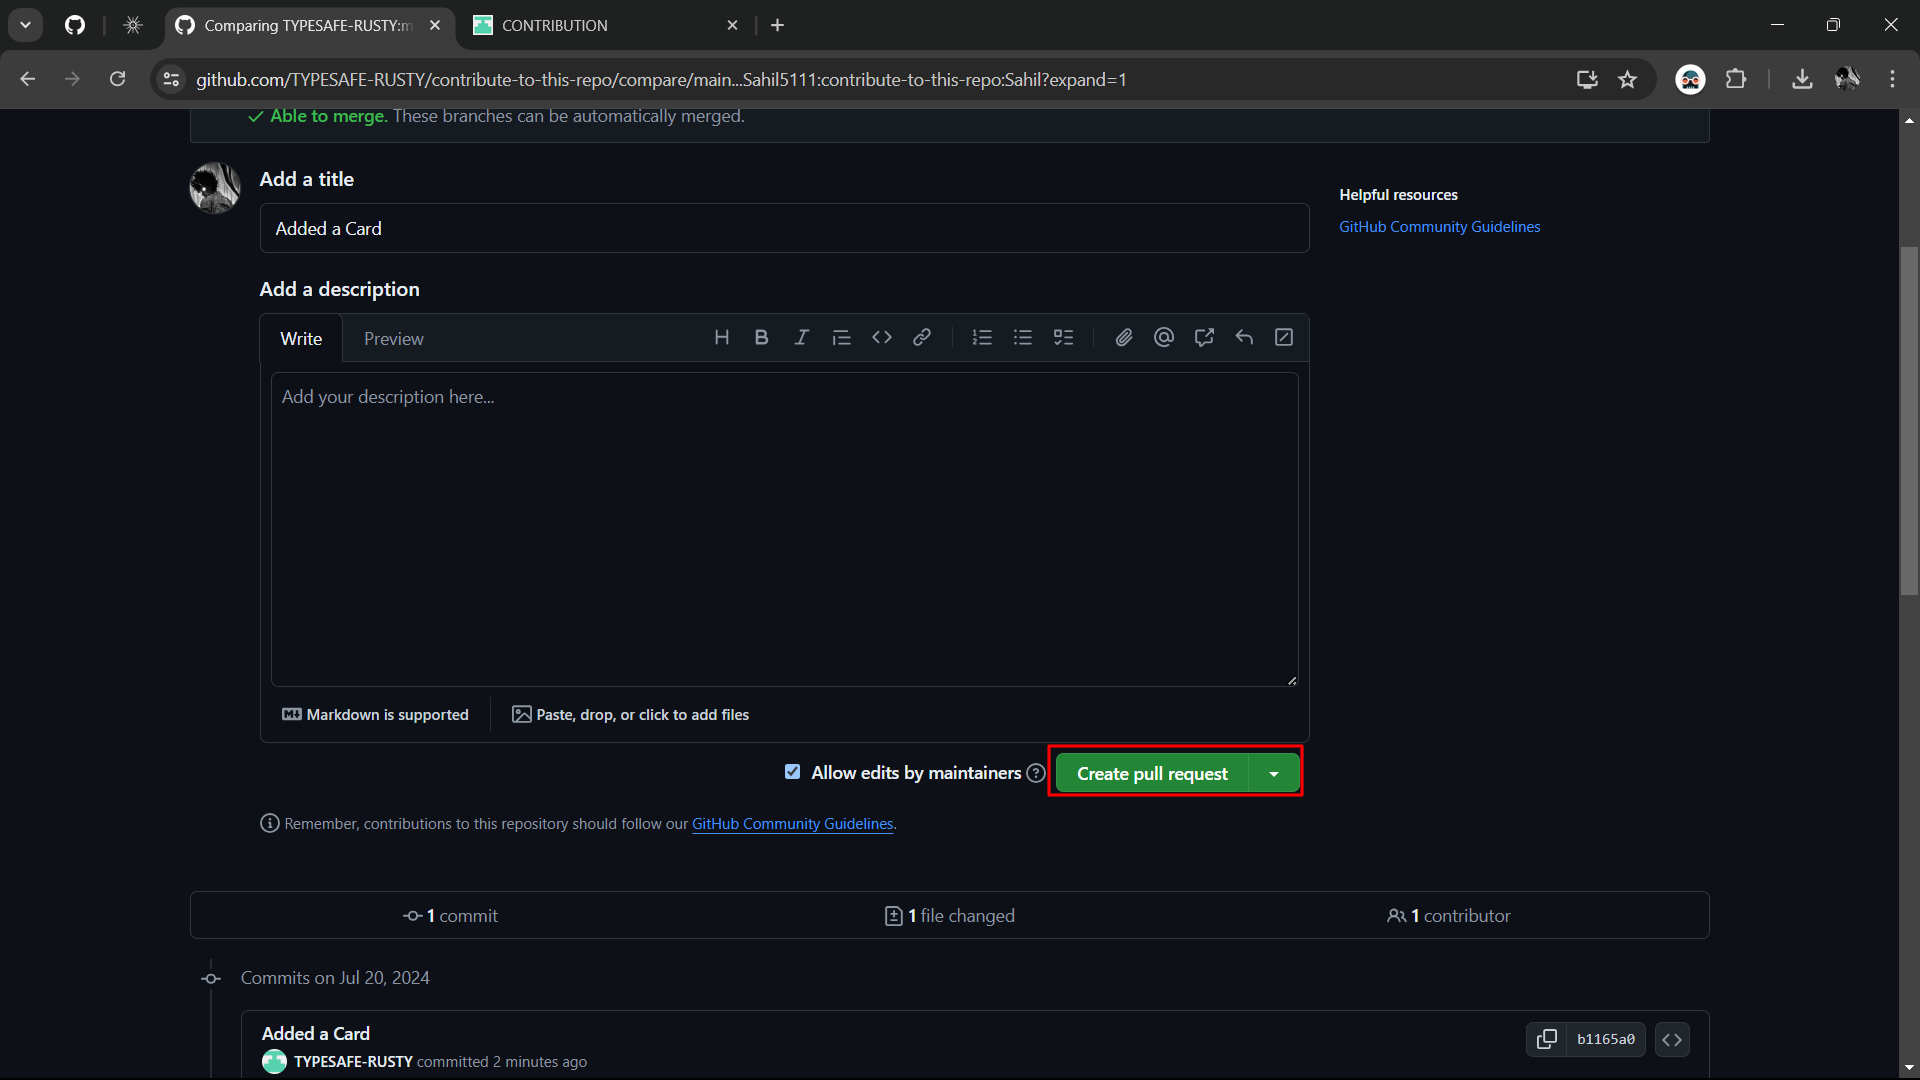 Comparing TYPESAFE-RUSTY:m
CONTRIBUTION
github.com/TYPESAFE-RUSTY/contribute-to-this-repo/compare/main...Sahil5111:contribute-to-this-repo:Sahil?expand=1
Able to merge. These branches can be automatically merged.
Add a title
Added a Card
Helpful resources
GitHub Community Guidelines
Add a description
Write Preview
Add your description here...
Markdown is supported Paste, drop, or click to add files
Allow edits by maintainers Create pull request
Remember, contributions to this repository should follow our GitHub Community Guidelines.
1 commit 1 file changed 1 contributor
Commits on Jul 20, 2024
Added a Card
b1165a0
TYPESAFE-RUSTY committed 2 minutes ago